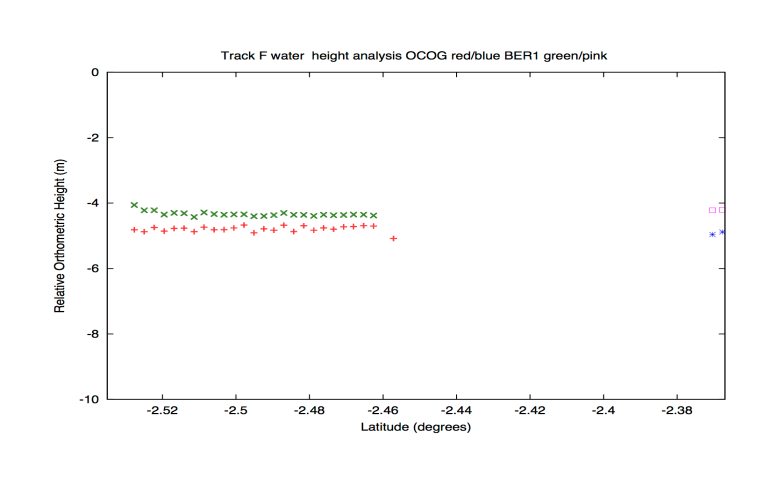 Track F water  height analysis OCOG red/blue BER1 green/pink
0
-2
-4
-6
-8
-10
Relative Orthometric Height (m)
-2.52 -2.5 -2.48 -2.46 -2.44 -2.42 -2.4 -2.38
Latitude (degrees)